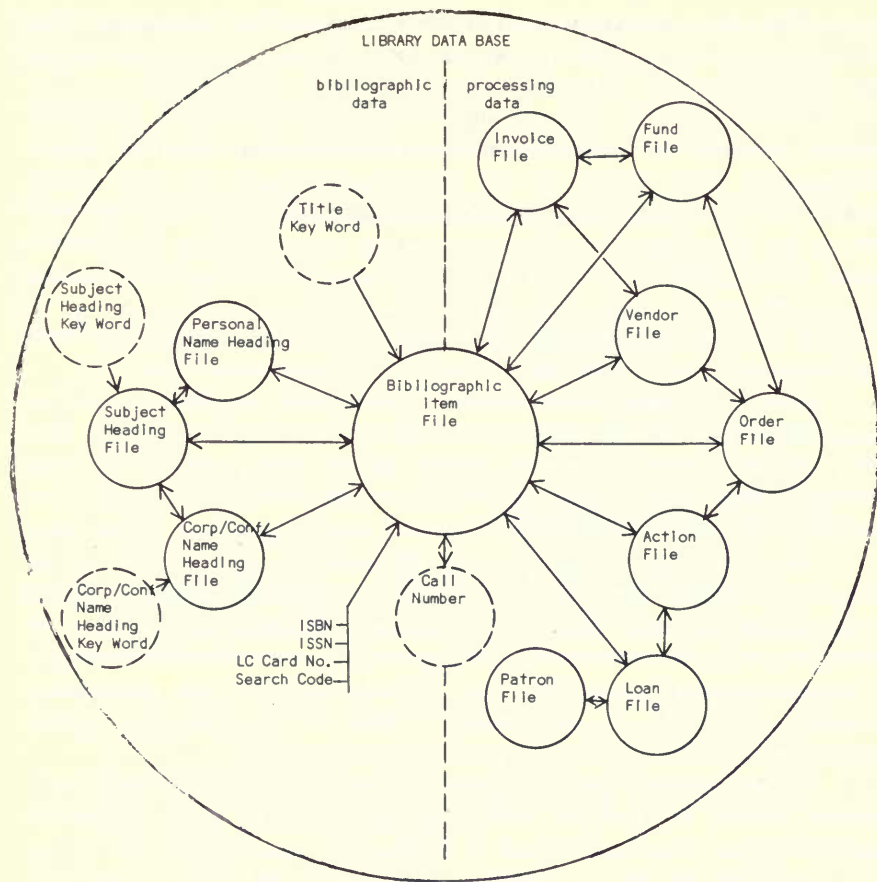 LIBRARY DATA BASE
bibliographic
data
processing
data
Invoice
File
Fund
File
Title
Key Word
Subject
Heading
Key Word
Personal
Name Heading
File
Vendor
File
Bibliographic
Item
File
Subject
Heading
File
Order
File
Corp/Conf
Name
Heading
File
Action
File
Call
Number
Corp/Conf
Name
Heading
Key Word
ISBN
ISSN
LC Card No.
Search Code
Patron
File
Loan
File